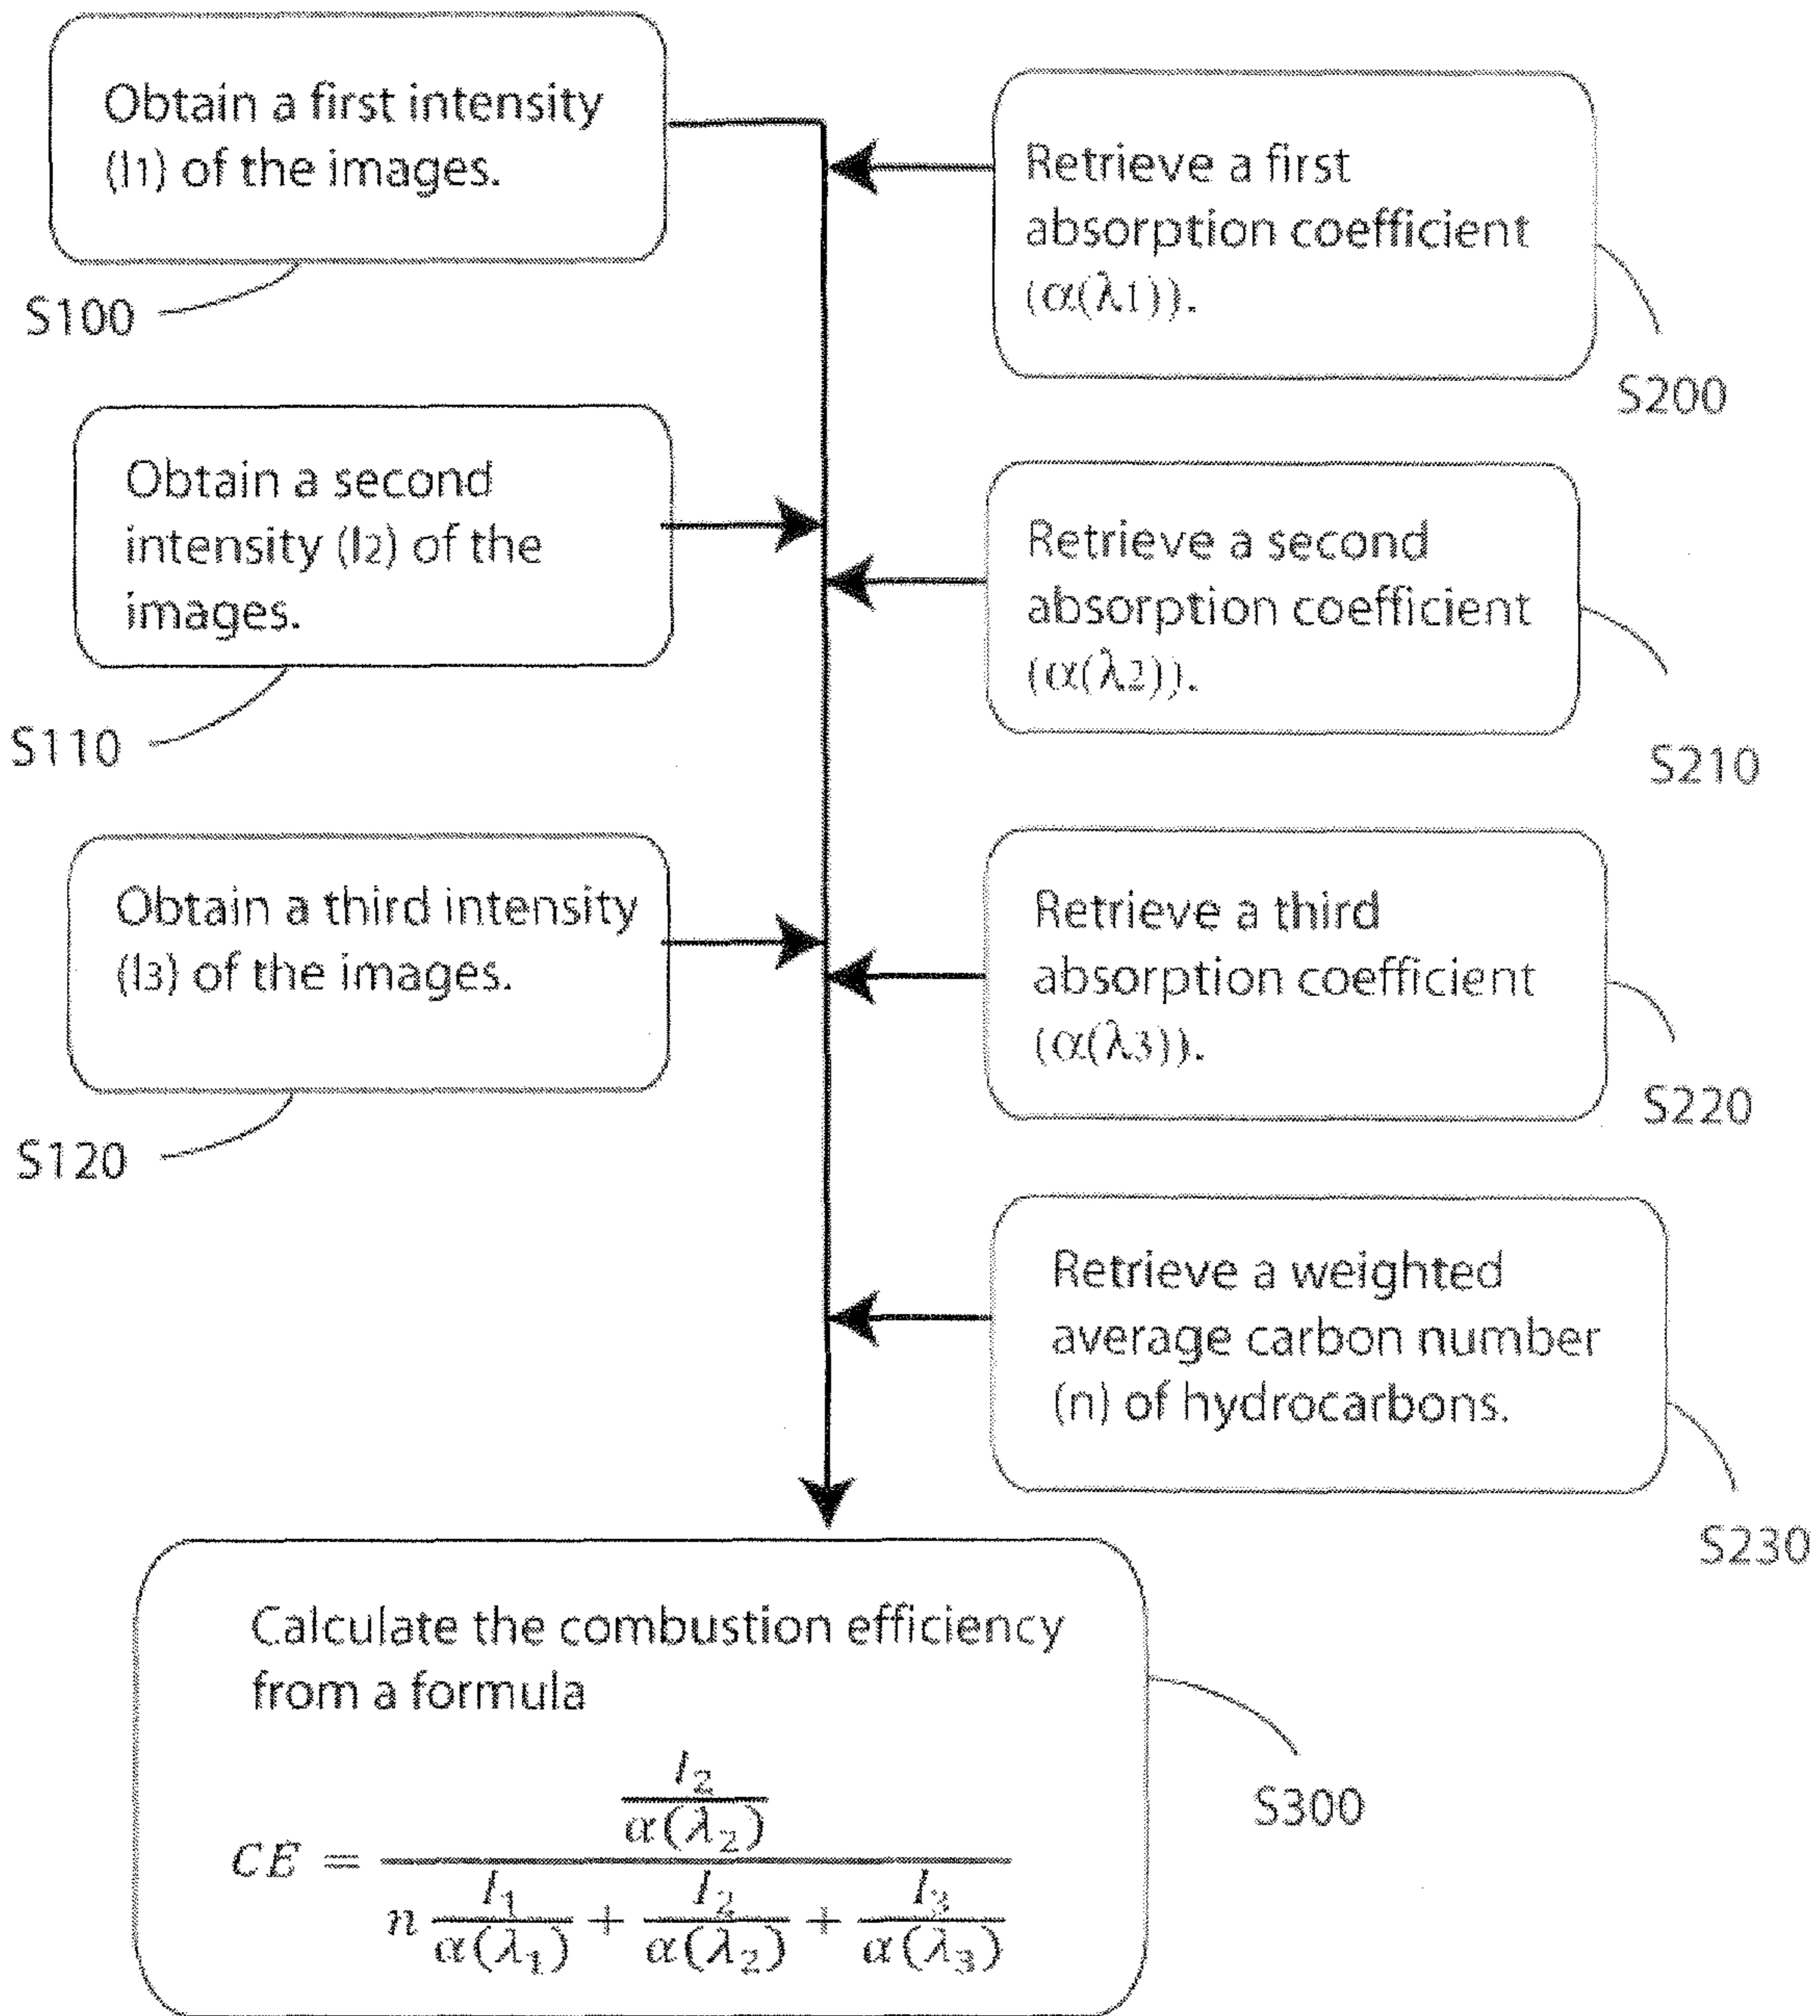 Obtain a first intensity
(I1) of the images.
S100
Retrieve a first
absorption coefficient
(α(λ1)).
S200
Obtain a second
intensity (I2) of the
images.
S110
Retrieve a second
absorption coefficient
(α(λ2)).
S210
Obtain a third intensity
(I3) of the images.
S120
Retrieve a third
absorption coefficient
(α(λ3)).
S220
Retrieve a weighted
average carbon number
(n) of hydrocarbons.
S230
Calculate the combustion efficiency
from a formula
CE = (I₂/α(λ₂)) / (n I₁/α(λ₁) + I₂/α(λ₂) + I₃/α(λ₃))
S300